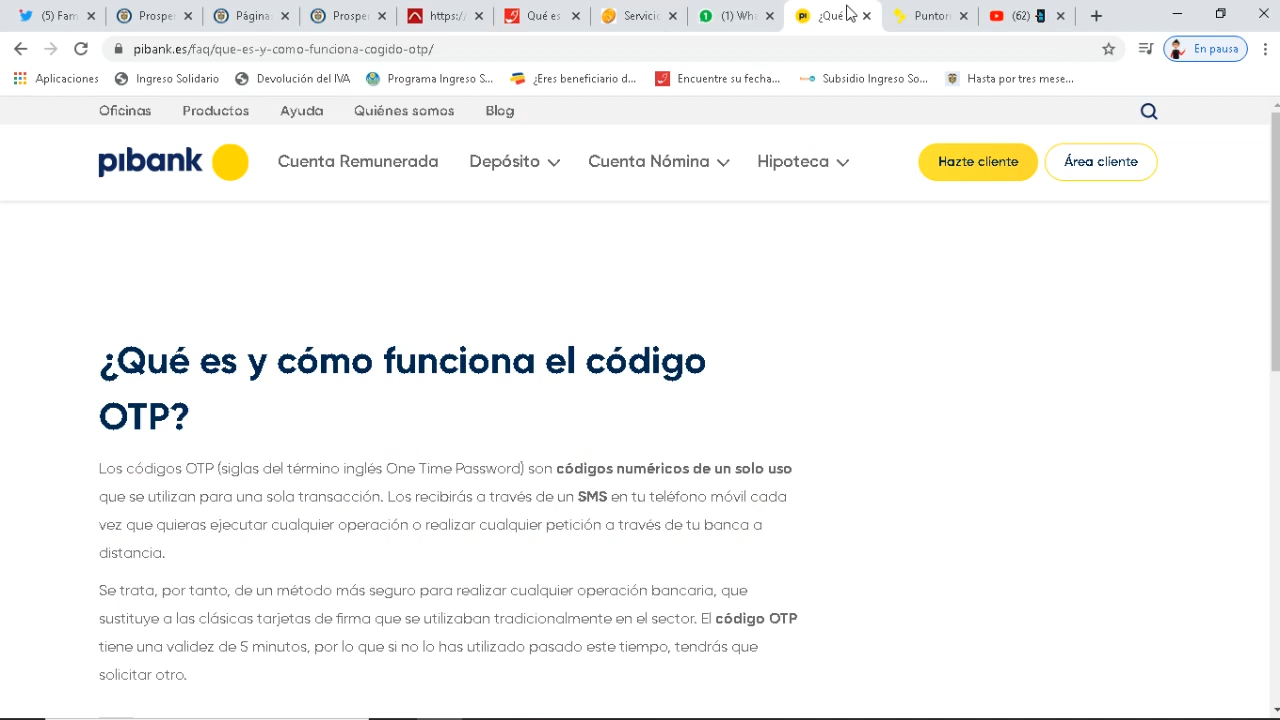 (5) Fam
Prospe
Página
Prospe
https:/
Qué es
Servicio
(1) Wha
¿Qué
Punton
(62)
pibank.es/faq/que-es-y-como-funciona-cogido-otp/
En pausa
Aplicaciones
Ingreso Solidario
Devolución del IVA
Programa Ingreso S...
¿Eres beneficiario d...
Encuentre su fecha...
Subsidio Ingreso So...
Hasta por tres mese...
Oficinas
Productos
Ayuda
Quiénes somos
Blog
pibank
Cuenta Remunerada
Depósito
Cuenta Nómina
Hipoteca
Hazte cliente
Área cliente
¿Qué es y cómo funciona el código
OTP?
Los códigos OTP (siglas del término inglés One Time Password) son códigos numéricos de un solo uso
que se utilizan para una sola transacción. Los recibirás a través de un SMS en tu teléfono móvil cada
vez que quieras ejecutar cualquier operación o realizar cualquier petición a través de tu banca a
distancia.
Se trata, por tanto, de un método más seguro para realizar cualquier operación bancaria, que
sustituye a las clásicas tarjetas de firma que se utilizaban tradicionalmente en el sector. El código OTP
tiene una validez de 5 minutos, por lo que si no lo has utilizado pasado este tiempo, tendrás que
solicitar otro.